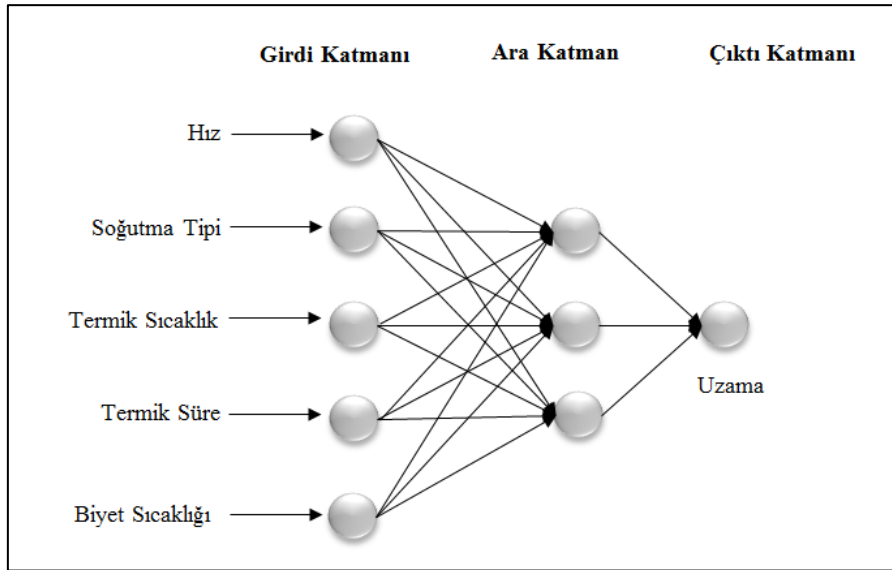 Girdi Katmanı
Ara Katman
Çıktı Katmanı
Hız
Soğutma Tipi
Termik Sıcaklık
Termik Süre
Biyet Sıcaklığı
Uzama